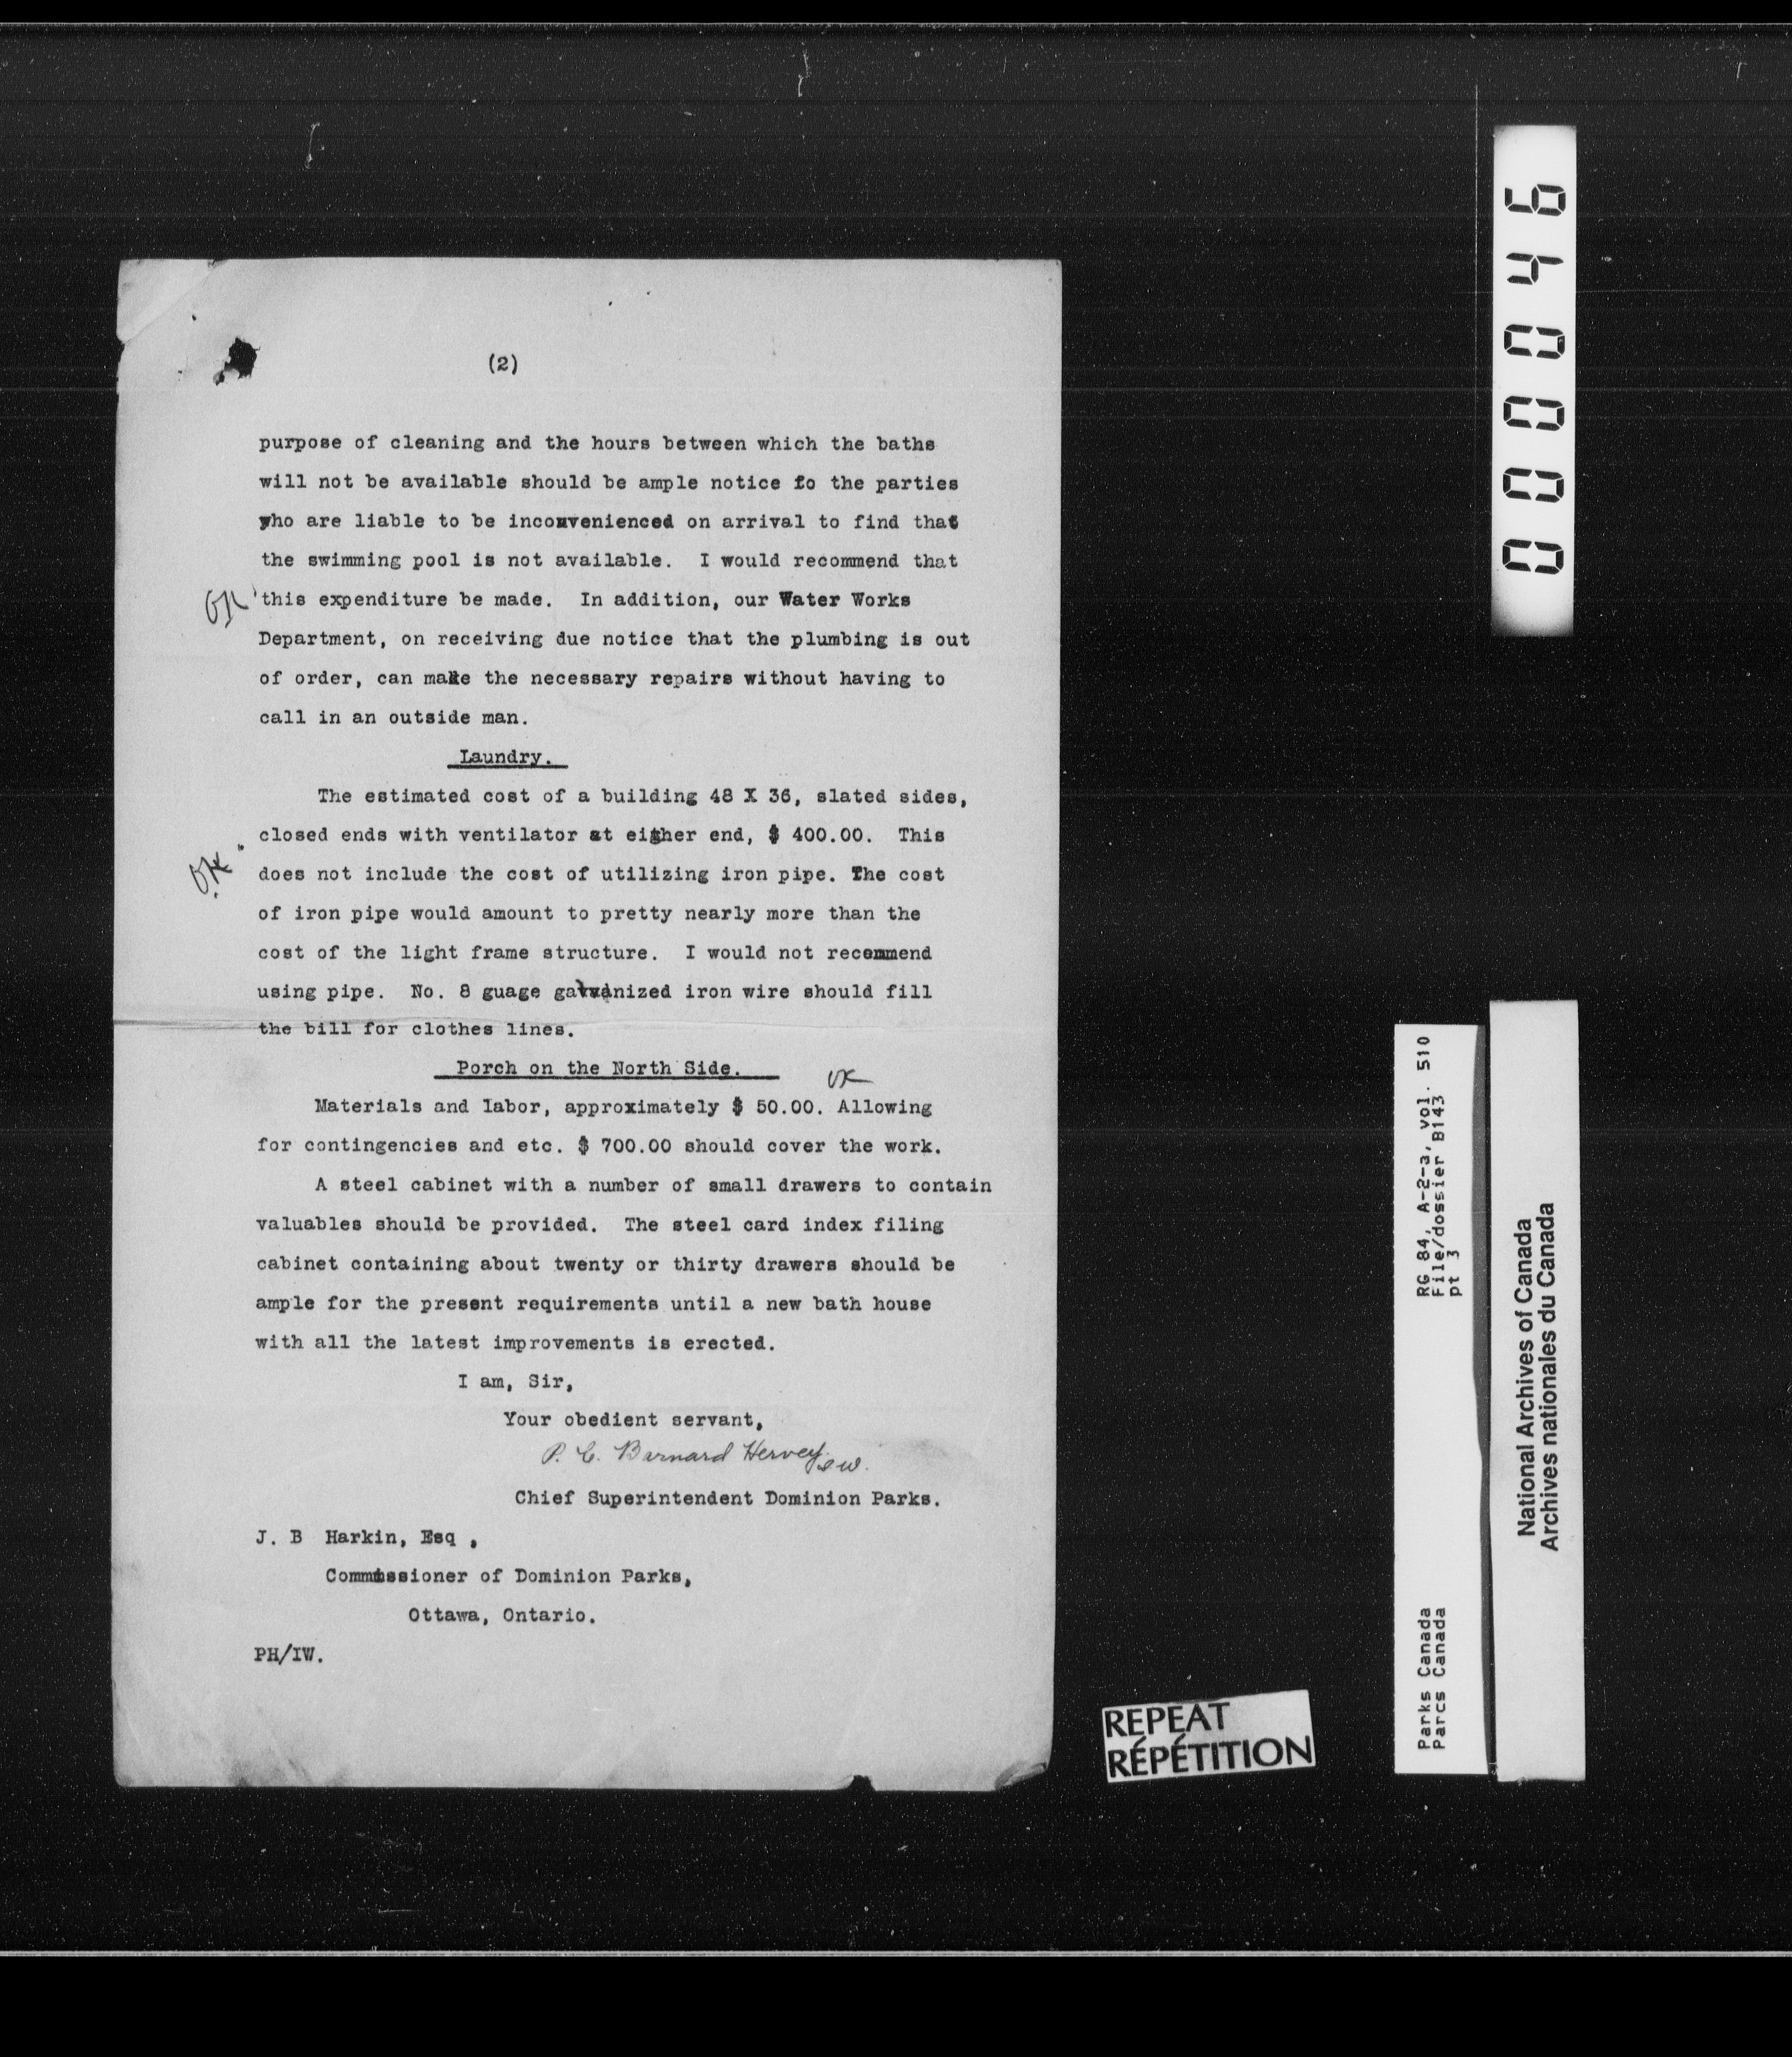 (2)
purpose of cleaning and the hours between which the baths
will not be available should be ample notice fo the parties
who are liable to be inconvenienced on arrival to find that
the swimming pool is not available. I would recommend that
OK this expenditure be made. In addition, our Water Works
Department, on receiving due notice that the plumbing is out
of order, can make the necessary repairs without having to
call in an outside man.
Laundry.
The estimated cost of a building 48 X 36, slated sides,
closed ends with ventilator at either end, $ 400.00. This
OK does not include the cost of utilizing iron pipe. The cost
of iron pipe would amount to pretty nearly more than the
cost of the light frame structure. I would not recommend
using pipe. No. 8 guage galvanized iron wire should fill
the bill for clothes lines.
Porch on the North Side.
OK
Materials and labor, approximately $ 50.00. Allowing
for contingencies and etc. $ 700.00 should cover the work.
A steel cabinet with a number of small drawers to contain
valuables should be provided. The steel card index filing
cabinet containing about twenty or thirty drawers should be
ample for the present requirements until a new bath house
with all the latest improvements is erected.
I am, Sir,
Your obedient servant,
P. C. Barnard Hervey
Chief Superintendent Dominion Parks.
J. B Harkin, Esq ,
Commissioner of Dominion Parks,
Ottawa, Ontario.
PH/IW.
REPEAT
RÉPÉTITION
00046
RG 84, A-2-a, vol. 510
File/dossier B143
pt 3
Parks Canada
Parcs Canada
National Archives of Canada
Archives nationales du Canada